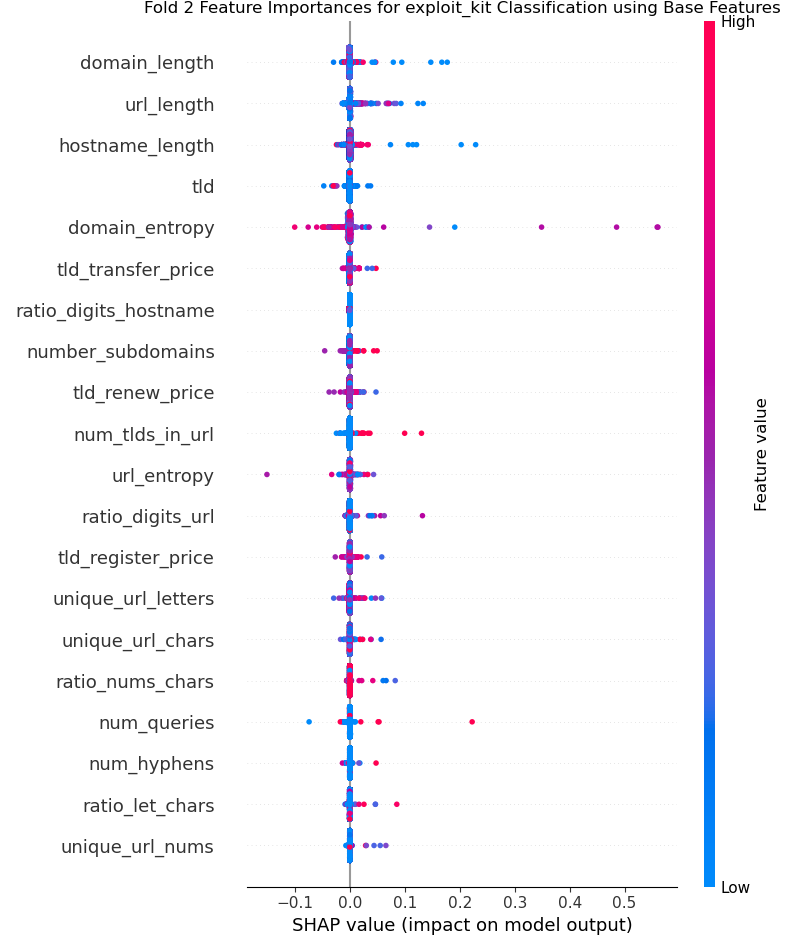 Fold 2 Feature Importances for exploit_kit Classification using Base Features
High
domain_length
url_length
hostname_length
tld
domain_entropy
tld_transfer_price
ratio_digits_hostname
number_subdomains
tld_renew_price
num_tlds_in_url
url_entropy
ratio_digits_url
tld_register_price
unique_url_letters
unique_url_chars
ratio_nums_chars
num_queries
num_hyphens
ratio_let_chars
unique_url_nums
Feature value
Low
−0.1 0.0 0.1 0.2 0.3 0.4 0.5
SHAP value (impact on model output)